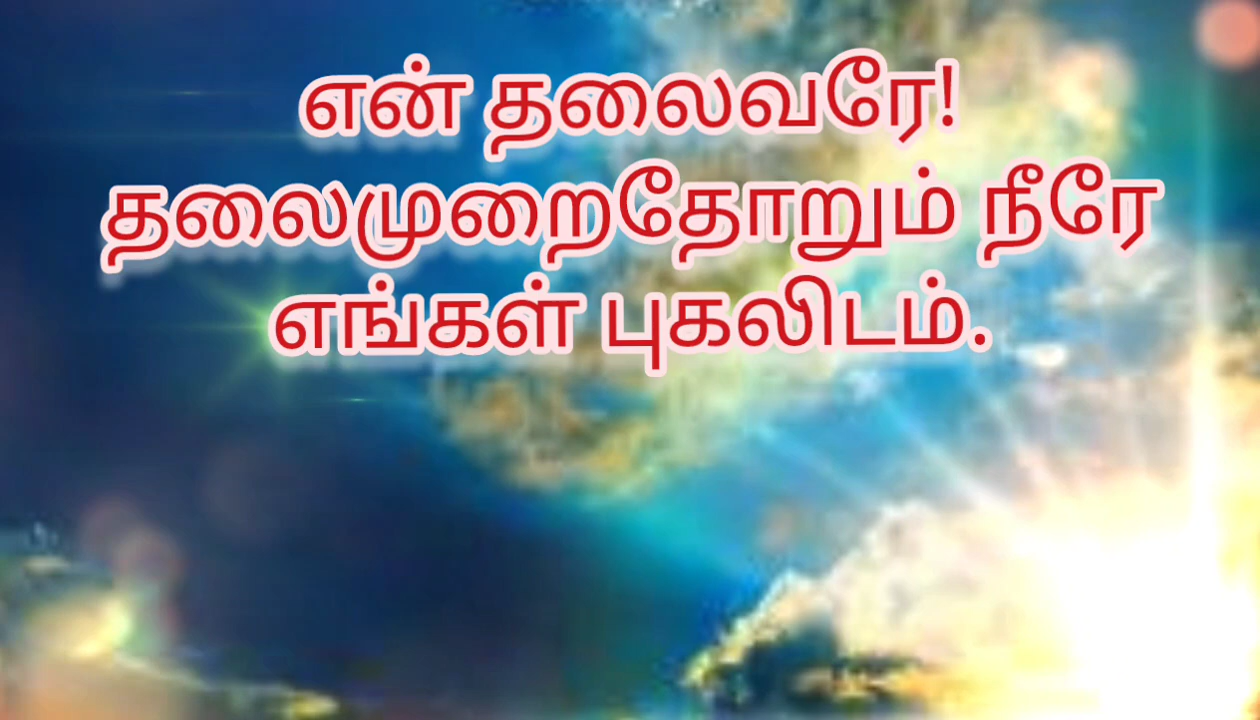 என் தலைவரே!
தலைமுறைதோறும் நீரே
எங்கள் புகலிடம்.